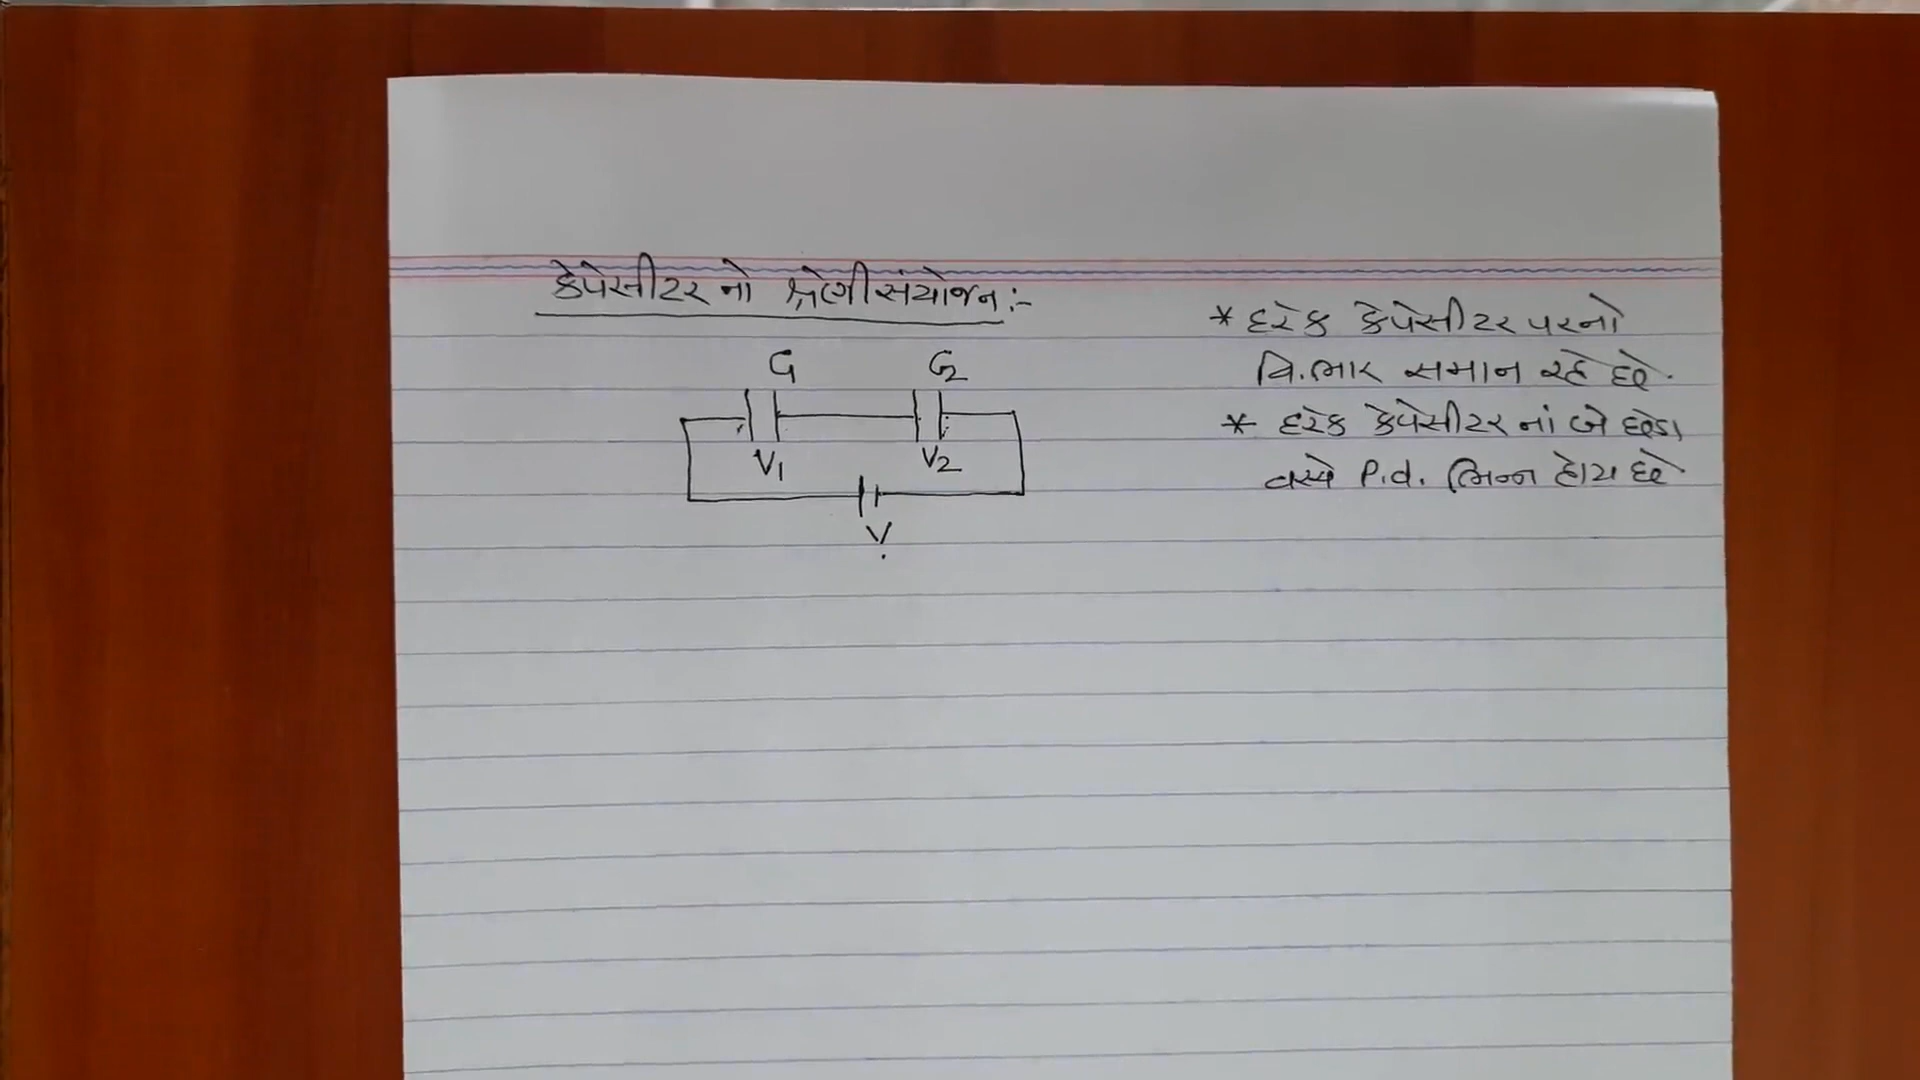 કેપેસીટર નો શ્રેણીસંયોજન:-
C1 C2
V1 V2
V
* દરેક કેપેસીટર પરનો
વિ.ભાર સમાન રહે છે.
* દરેક કેપેસીટર નાં બે છેડા
વચ્ચે P.d. ભિન્ન હોય છે